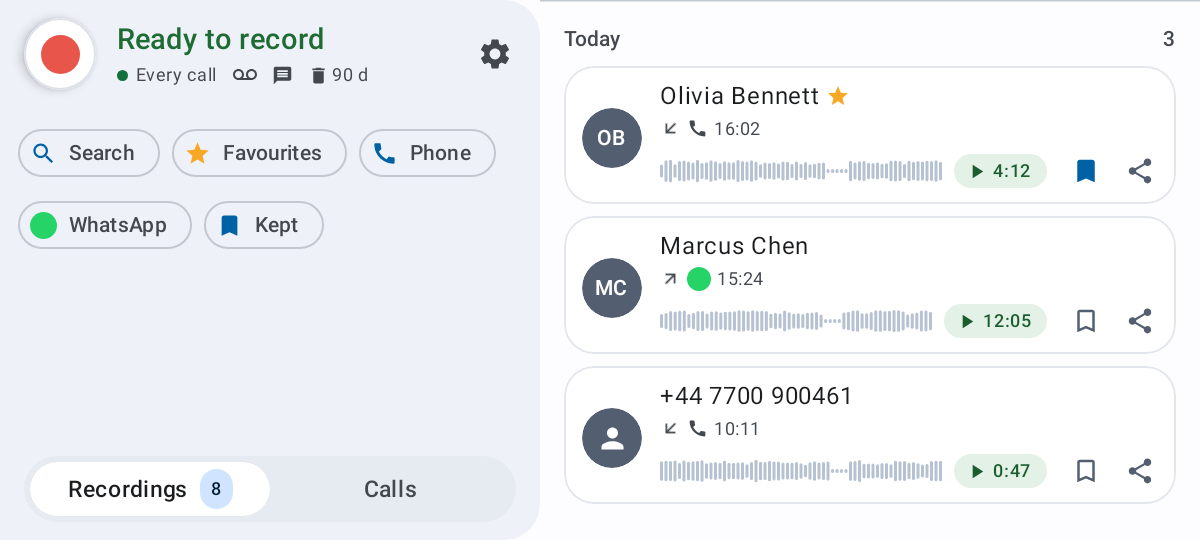 Ready to record
Every call 90 d
Search Favourites Phone
WhatsApp Kept
Recordings 8 Calls
Today 3
OB Olivia Bennett
16:02
4:12
MC Marcus Chen
15:24
12:05
+44 7700 900461
10:11
0:47